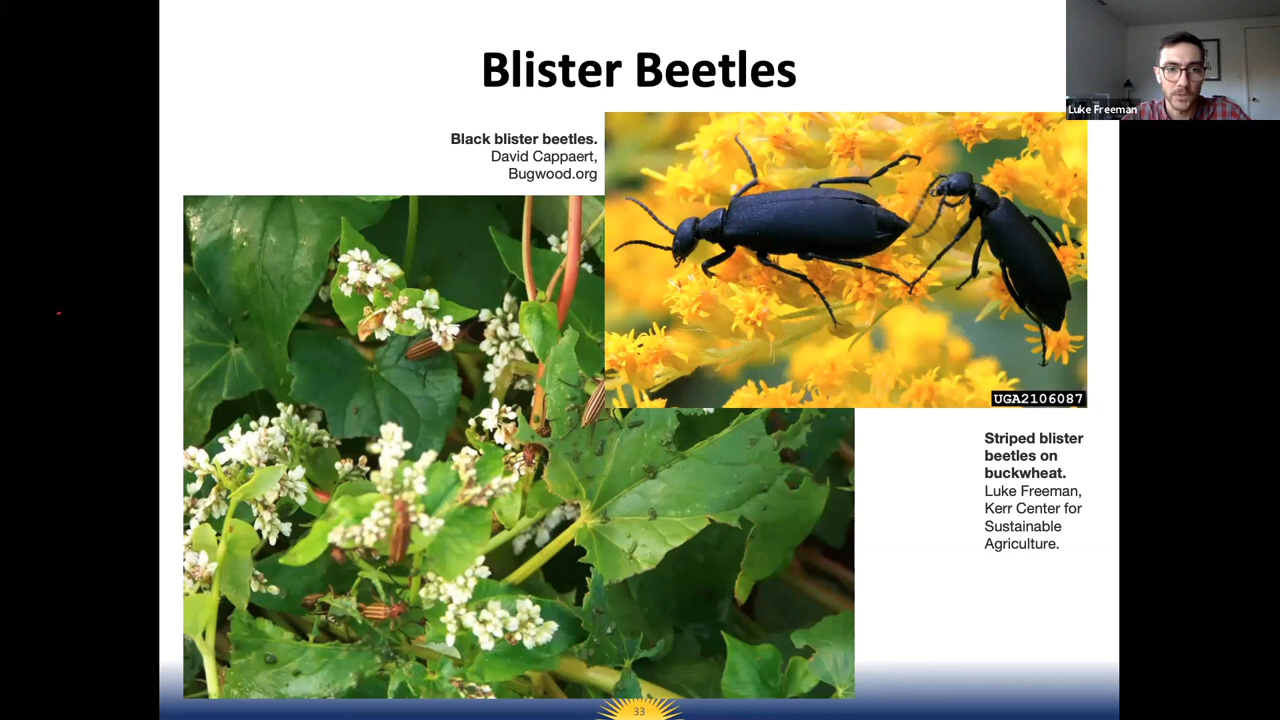 Blister Beetles
Luke Freeman
Black blister beetles.
David Cappaert,
Bugwood.org
UGA2106087
Striped blister
beetles on
buckwheat.
Luke Freeman,
Kerr Center for
Sustainable
Agriculture.
33